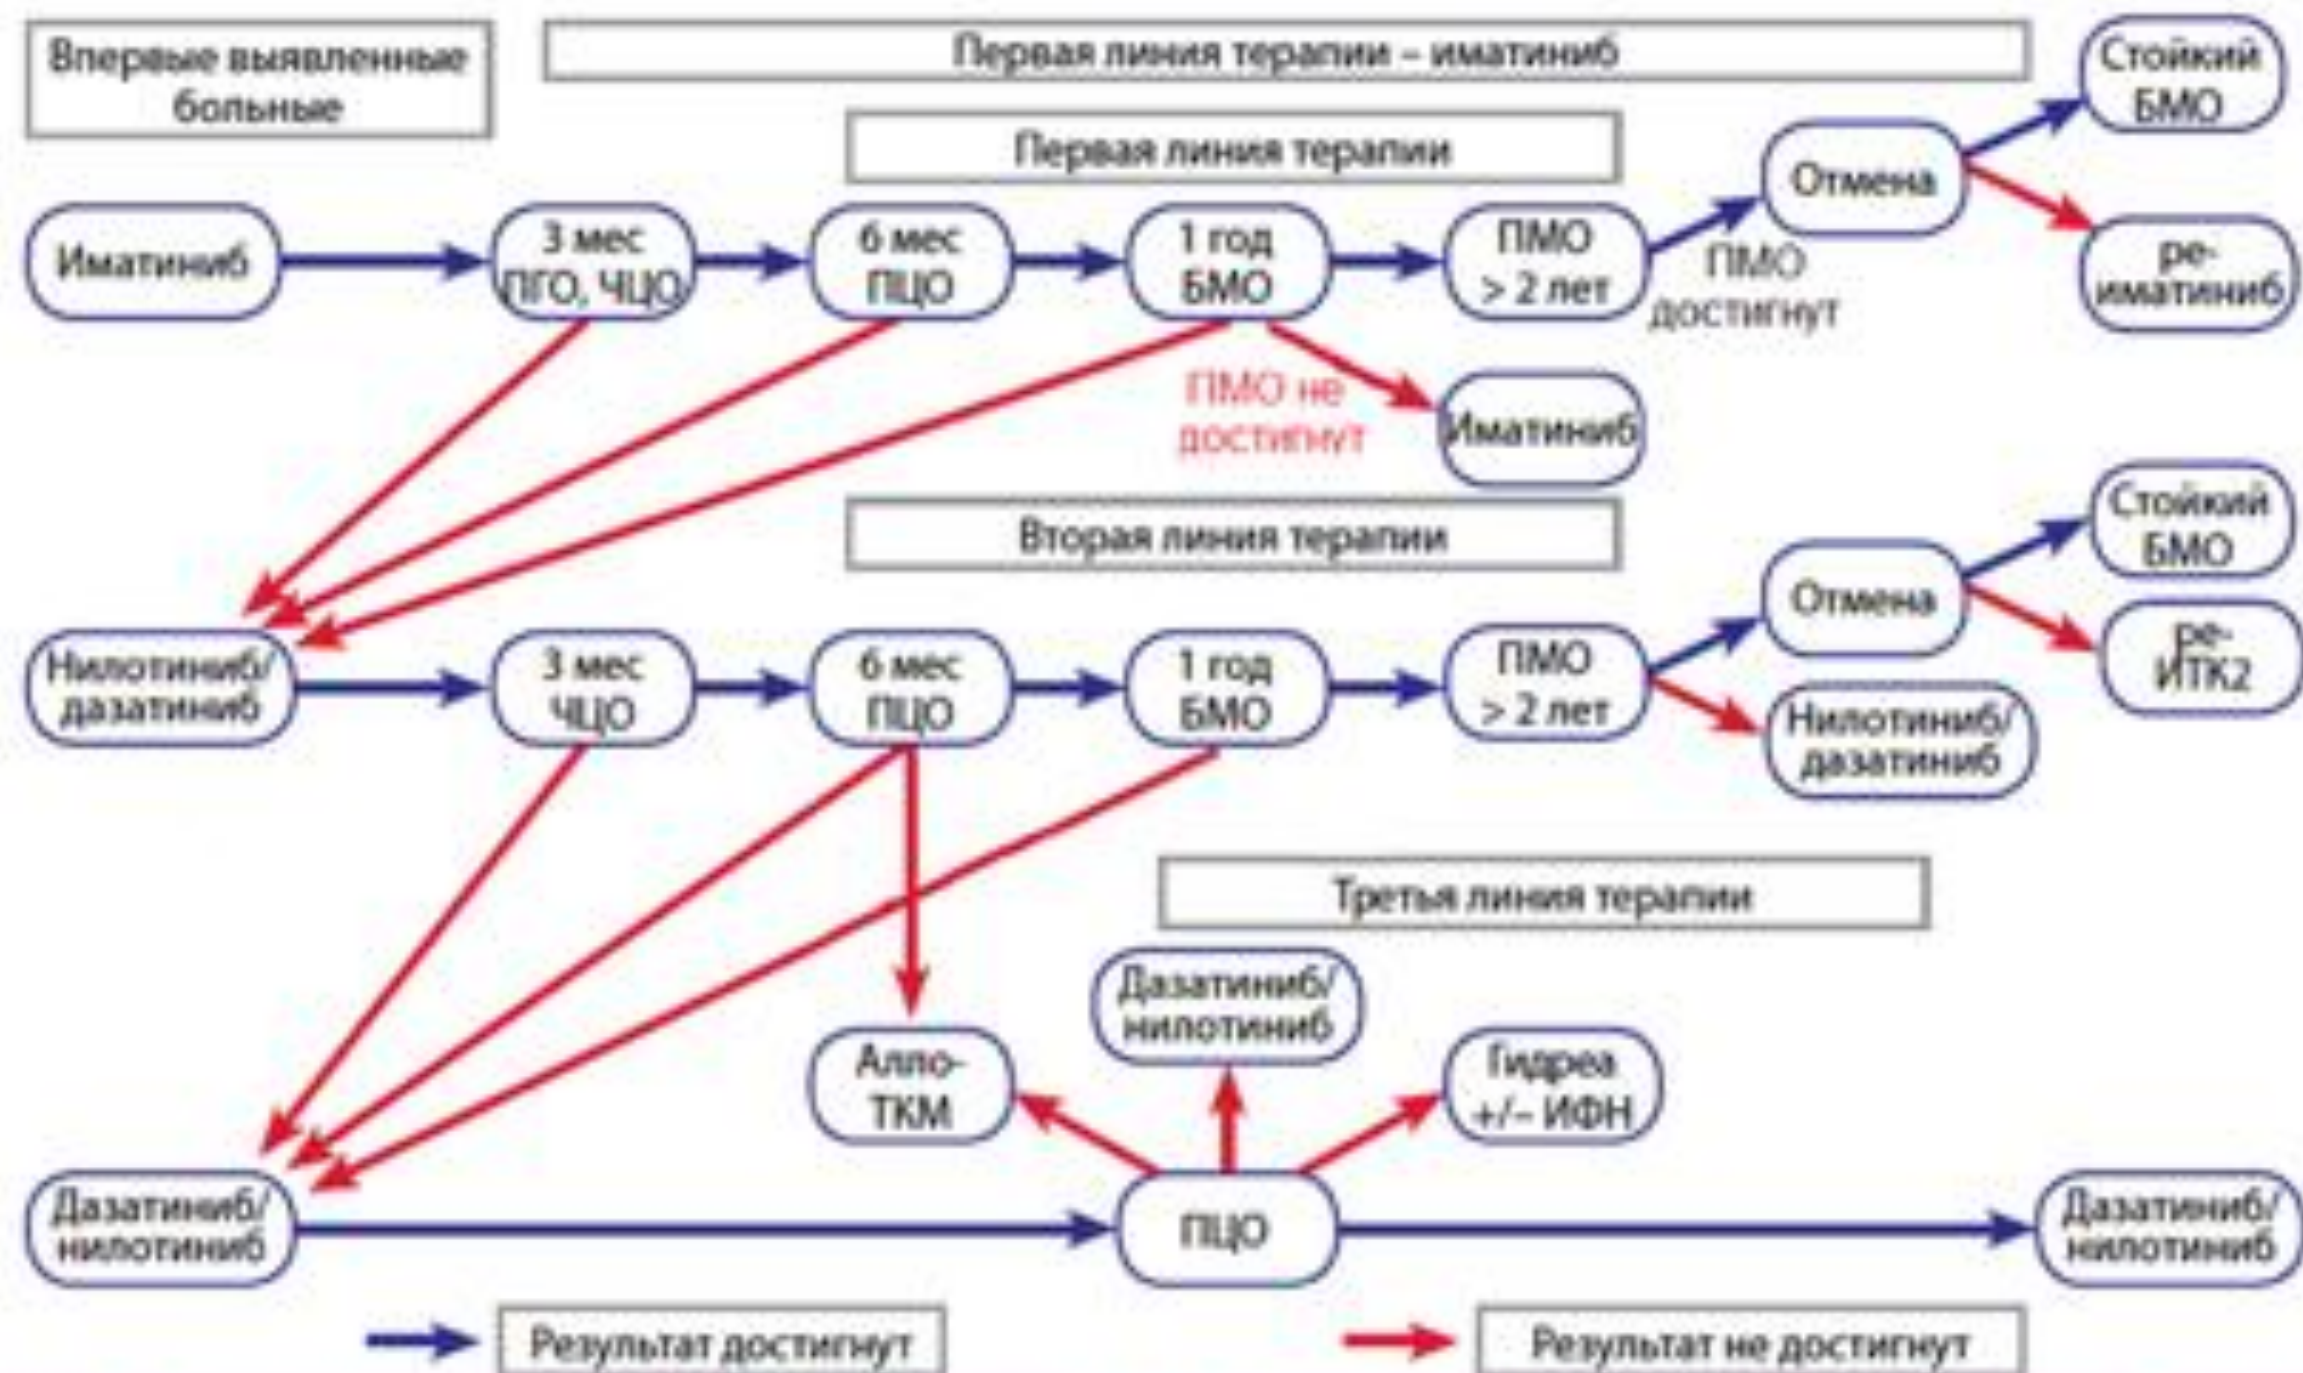 Впервые выявленные
больные
Первая линия терапии – иматиниб
Стойкий
БМО
Первая линия терапии
Отмена
Иматиниб
3 мес
ПГО, ЧЦО
6 мес
ПЦО
1 год
БМО
ПМО
> 2 лет
ПМО
достигнут
ре-
иматиниб
ПМО не
достигнут
Иматиниб
Вторая линия терапии
Стойкий
БМО
Отмена
Нилотиниб/
дазатиниб
3 мес
ЧЦО
6 мес
ПЦО
1 год
БМО
ПМО
> 2 лет
ре-
ИТК2
Нилотиниб/
дазатиниб
Третья линия терапии
Дазатиниб/
нилотиниб
Алло-
ТКМ
Гидреа
+/– ИФН
Дазатиниб/
нилотиниб
ПЦО
Дазатиниб/
нилотиниб
Результат достигнут
Результат не достигнут